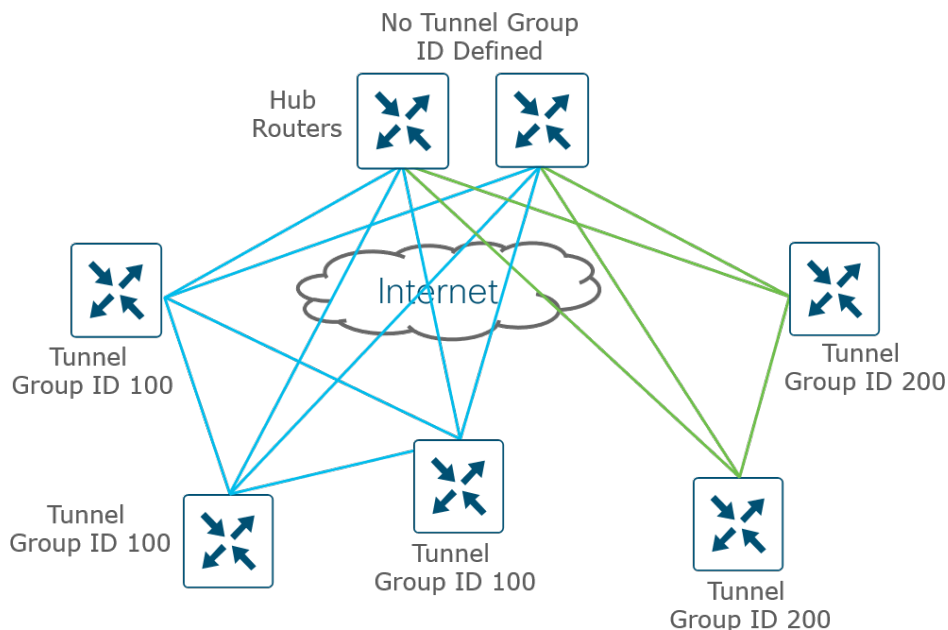 No Tunnel Group
ID Defined
Hub
Routers
Internet
Tunnel
Group ID 100
Tunnel
Group ID 200
Tunnel
Group ID 100
Tunnel
Group ID 100
Tunnel
Group ID 200